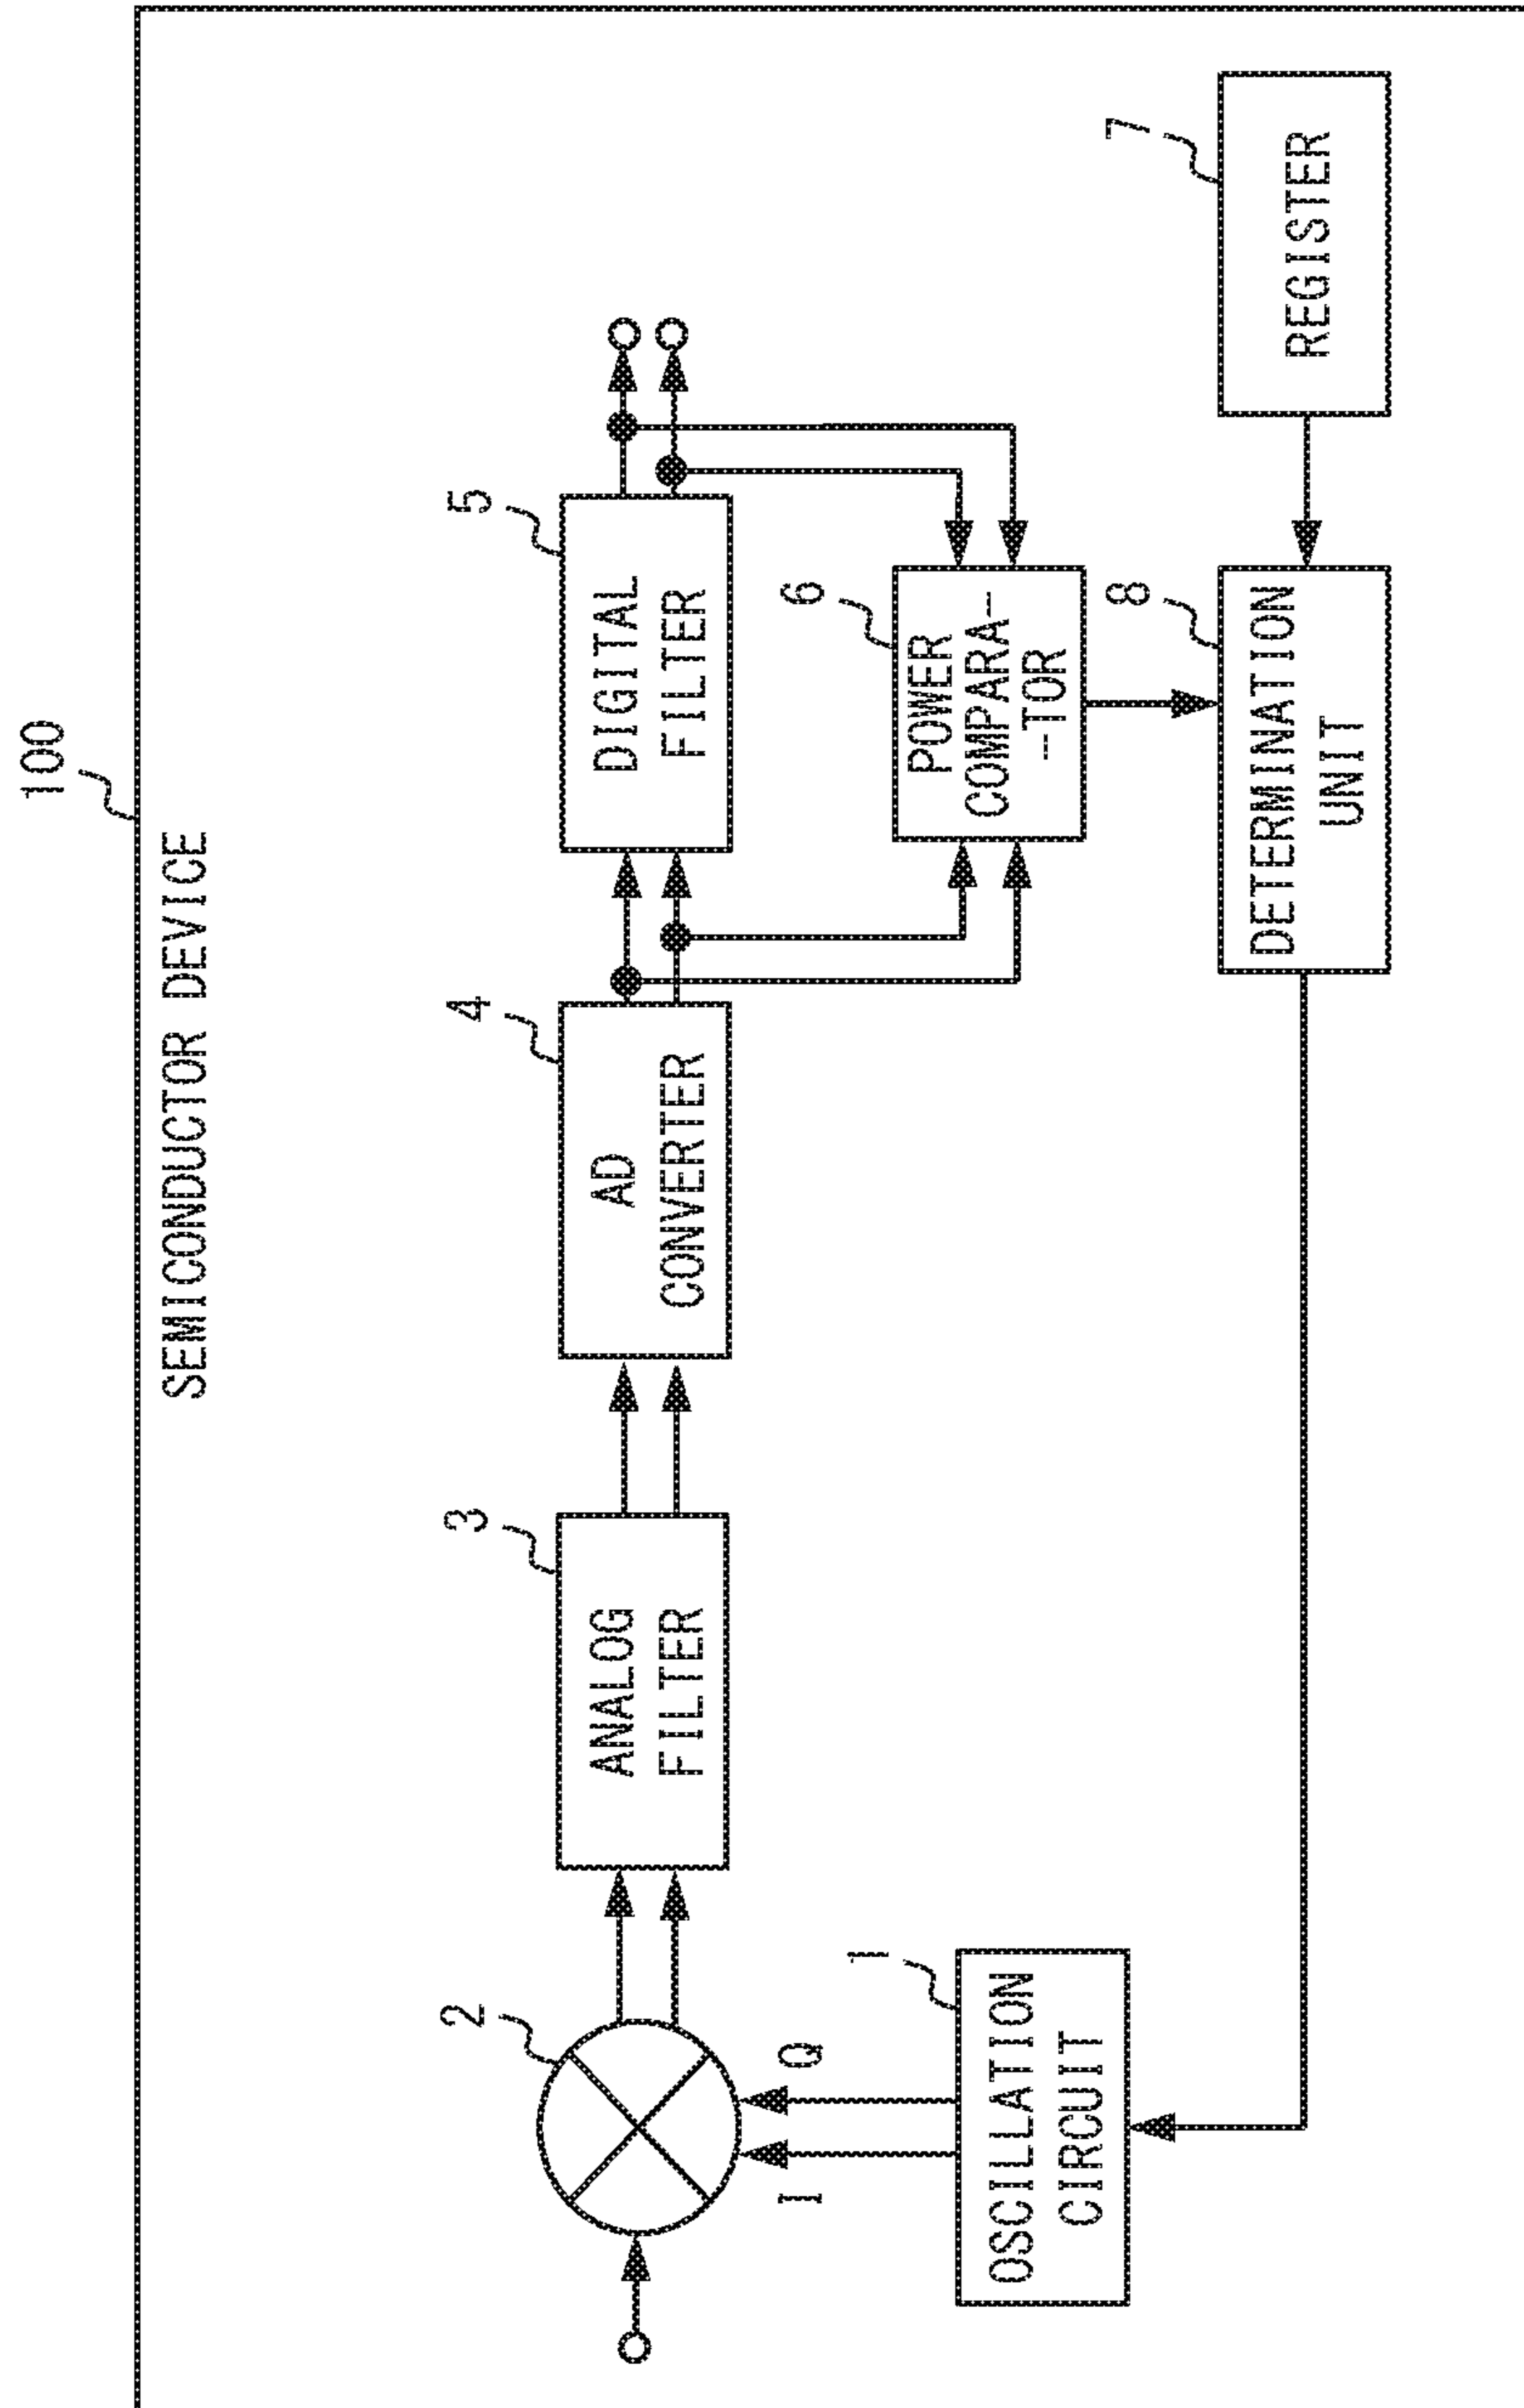 100
SEMICONDUCTOR DEVICE
2
3
4
5
ANALOG
FILTER
AD
CONVERTER
DIGITAL
FILTER
I
Q
1
OSCILLATION
CIRCUIT
6
POWER
COMPARA-
-TOR
7
REGISTER
8
DETERMINATION
UNIT